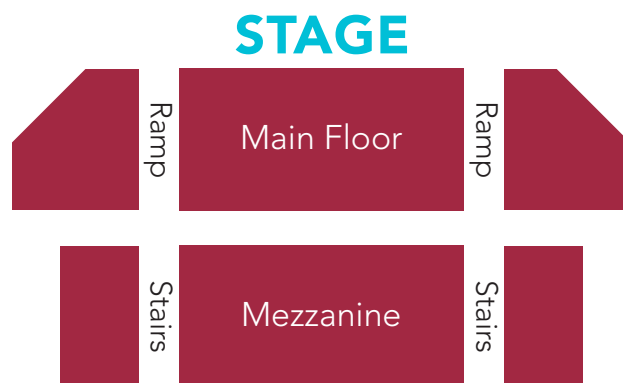 STAGE
Ramp
Main Floor
Ramp
Stairs
Mezzanine
Stairs